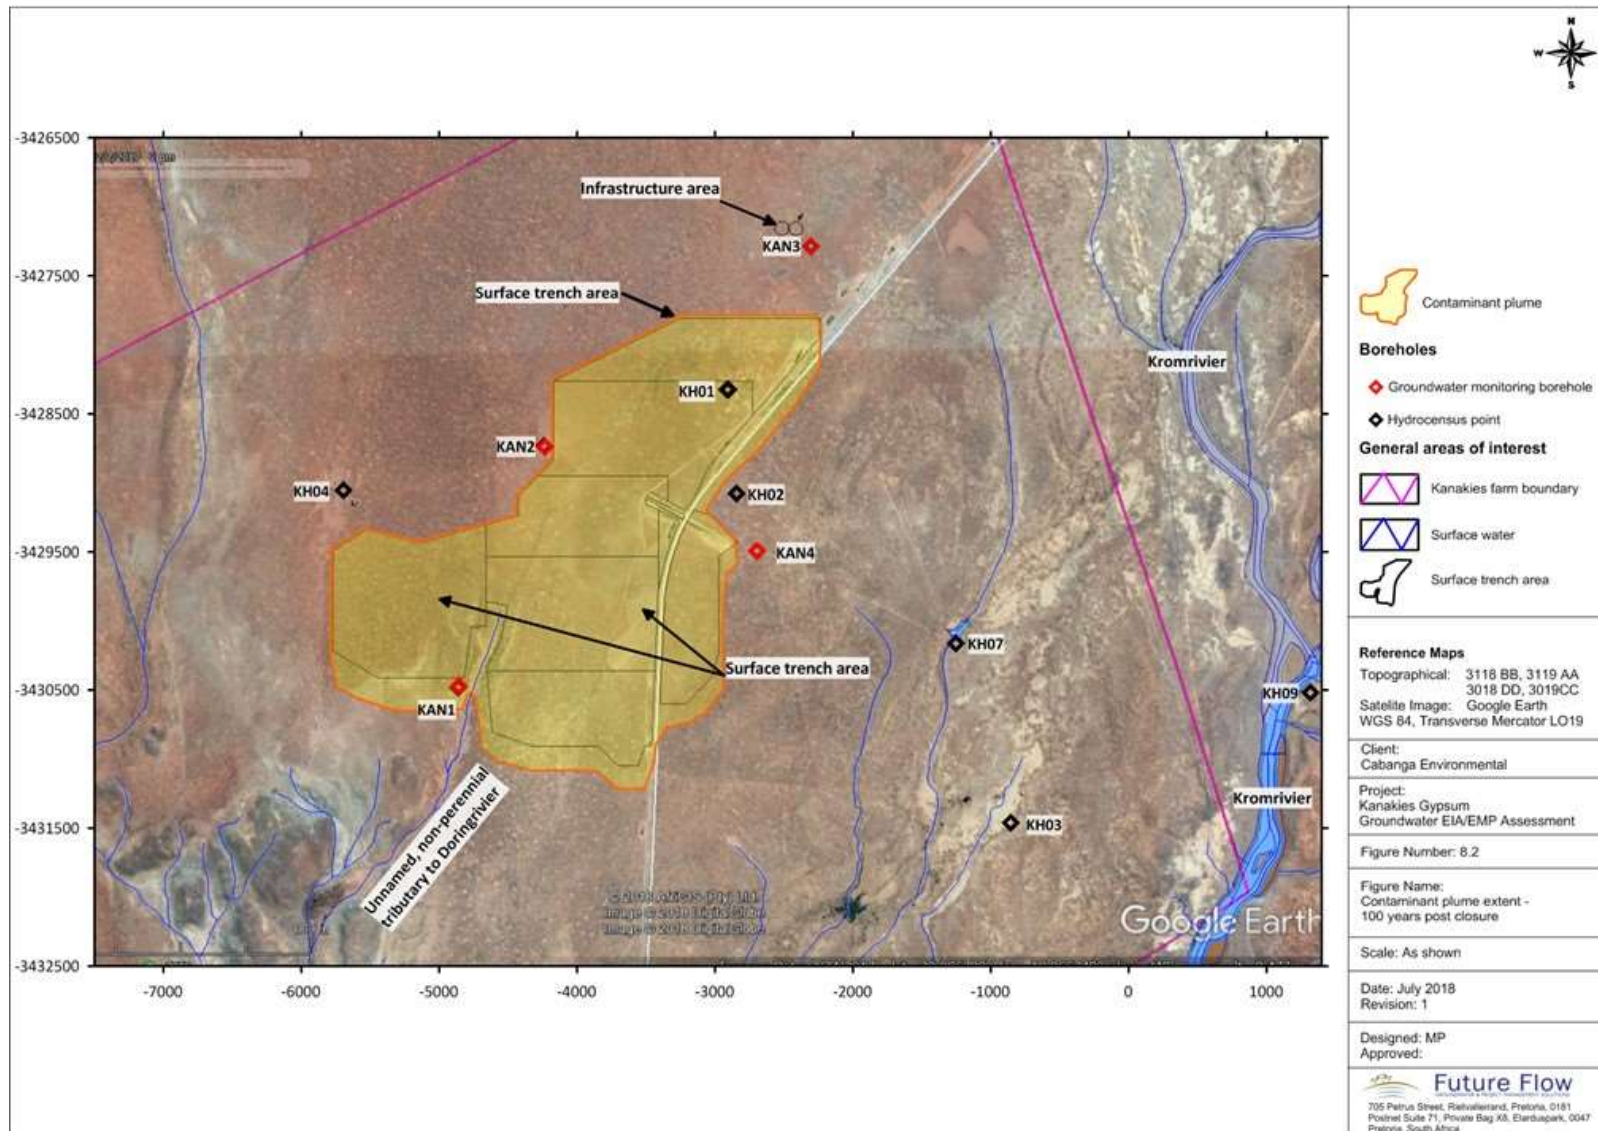 N
W
S
-3426500
-3427500
-3428500
-3429500
-3430500
-3431500
-3432500
-7000
-6000
-5000
-4000
-3000
-2000
-1000
0
1000
Infrastructure area
KAN3
Surface trench area
Kromrivier
KH01
KAN2
KH04
KH02
KAN4
KH07
Surface trench area
KH09
KAN1
Kromrivier
KH03
Unnamed, non-perennial
tributary to Doringrivier
Image © 2018 DigitalGlobe
Image © 2018 DigitalGlobe
Google Earth
Contaminant plume
Boreholes
Groundwater monitoring borehole
Hydrocensus point
General areas of interest
Kanakies farm boundary
Surface water
Surface trench area
Reference Maps
Topographical: 3118 BB, 3119 AA
3018 DD, 3019CC
Satelite Image: Google Earth
WGS 84, Transverse Mercator LO19
Client:
Cabanga Environmental
Project:
Kanakies Gypsum
Groundwater EIA/EMP Assessment
Figure Number: 8.2
Figure Name:
Contaminant plume extent -
100 years post closure
Scale: As shown
Date: July 2018
Revision: 1
Designed: MP
Approved:
Future Flow
705 Petrus Street, Rietvalleirand, Pretoria, 0181
Postnet Suite 71, Private Bag X8, Elarduspark, 0047
Pretoria, South Africa